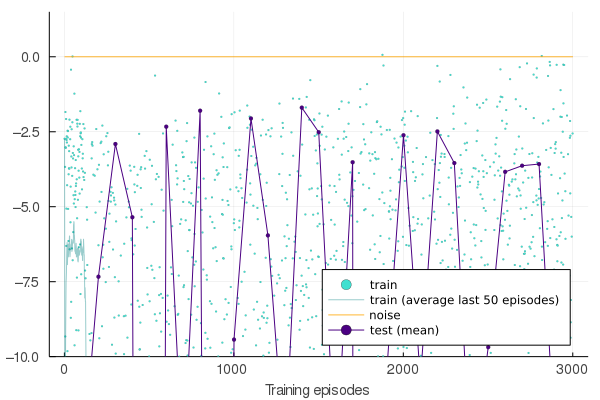 0.0
−2.5
−5.0
−7.5
−10.0
train
train (average last 50 episodes)
noise
test (mean)
0
1000
2000
3000
Training episodes